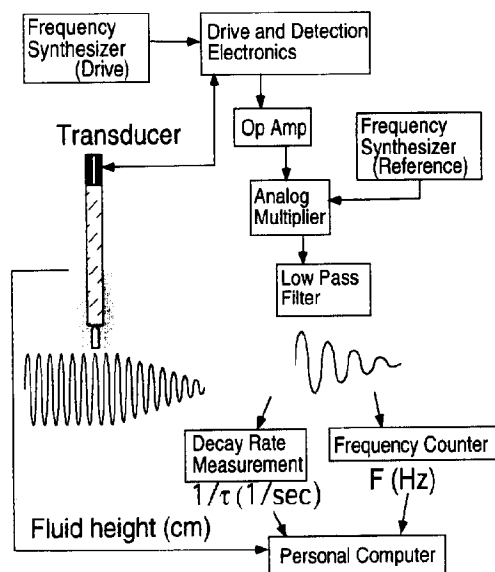 Frequency
Synthesizer
(Drive)
Drive and Detection
Electronics
Transducer
Op Amp
Frequency
Synthesizer
(Reference)
Analog
Multiplier
Low Pass
Filter
Decay Rate
Measurement
1/τ (1/sec)
Frequency Counter
F (Hz)
Fluid height (cm)
Personal Computer